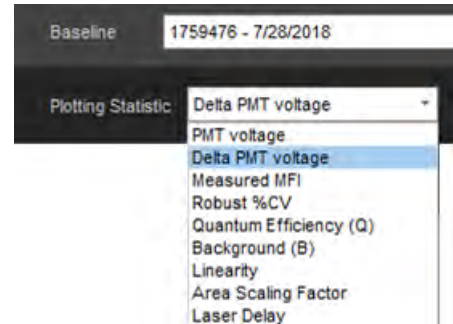 Baseline 1759476 - 7/28/2018
Plotting Statistic Delta PMT voltage
PMT voltage
Delta PMT voltage
Measured MFI
Robust %CV
Quantum Efficiency (Q)
Background (B)
Linearity
Area Scaling Factor
Laser Delay